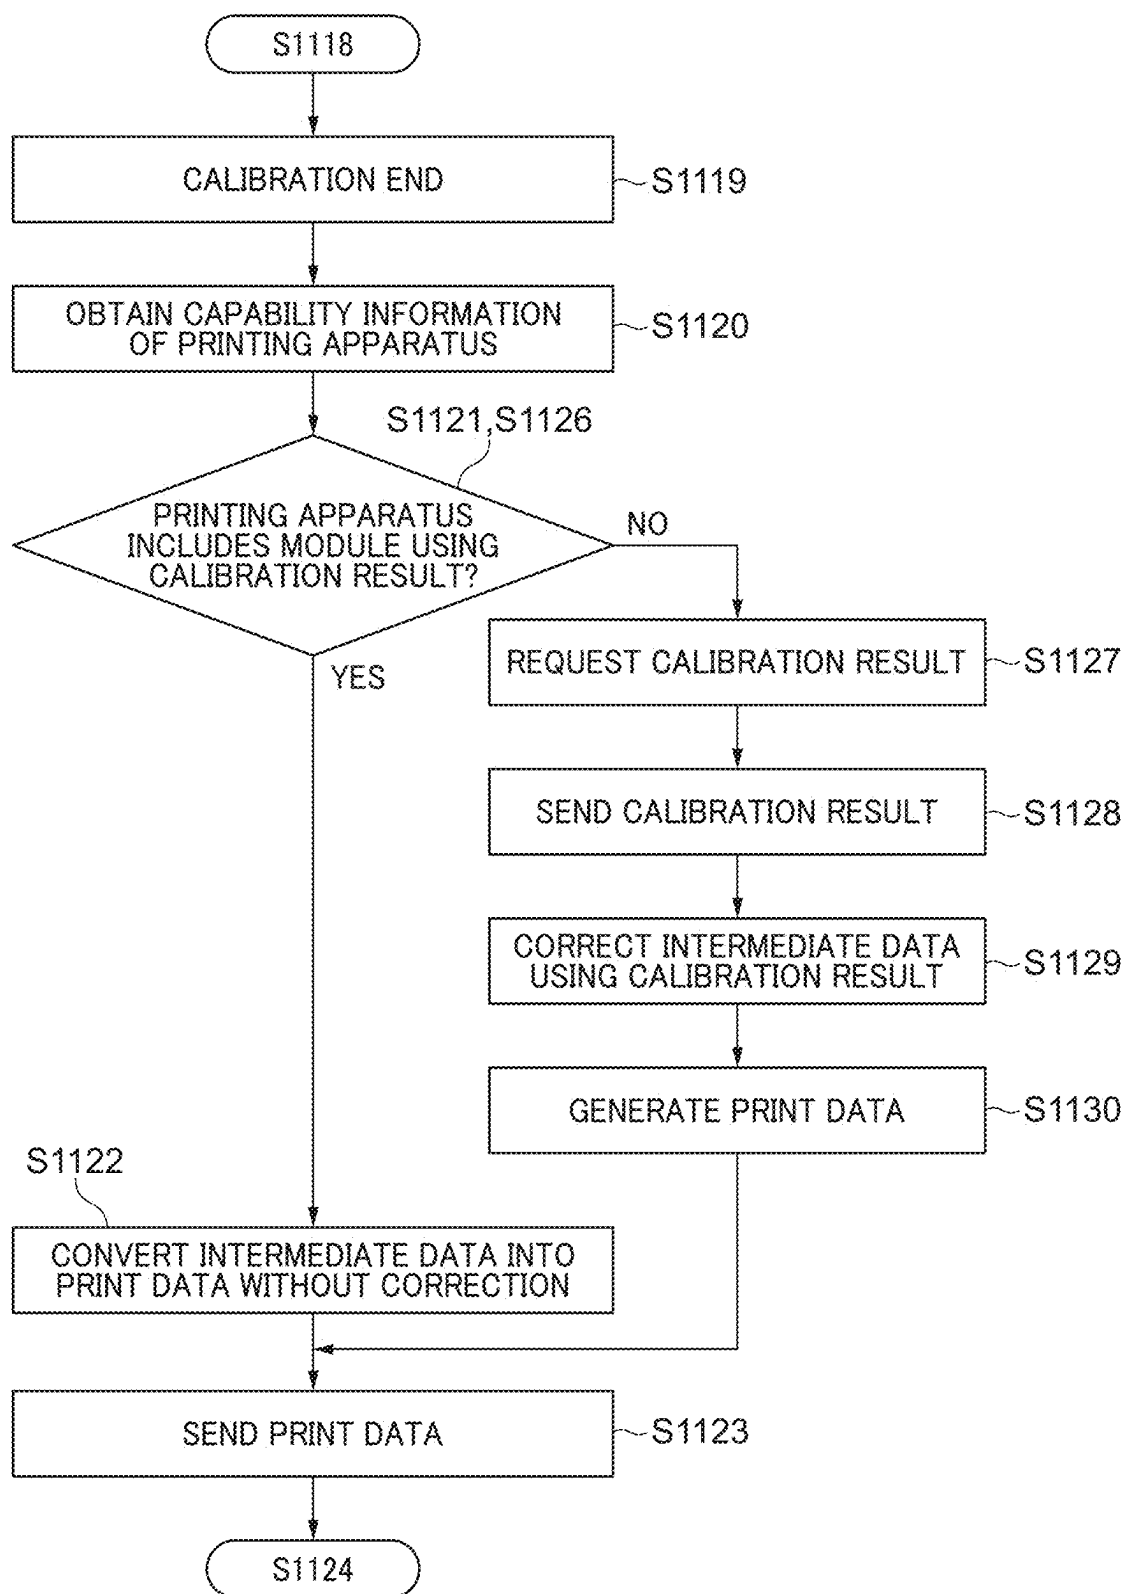 S1118
CALIBRATION END
S1119
OBTAIN CAPABILITY INFORMATION
OF PRINTING APPARATUS
S1120
S1121,S1126
PRINTING APPARATUS
INCLUDES MODULE USING
CALIBRATION RESULT?
NO
YES
REQUEST CALIBRATION RESULT
S1127
SEND CALIBRATION RESULT
S1128
CORRECT INTERMEDIATE DATA
USING CALIBRATION RESULT
S1129
GENERATE PRINT DATA
S1130
S1122
CONVERT INTERMEDIATE DATA INTO
PRINT DATA WITHOUT CORRECTION
SEND PRINT DATA
S1123
S1124